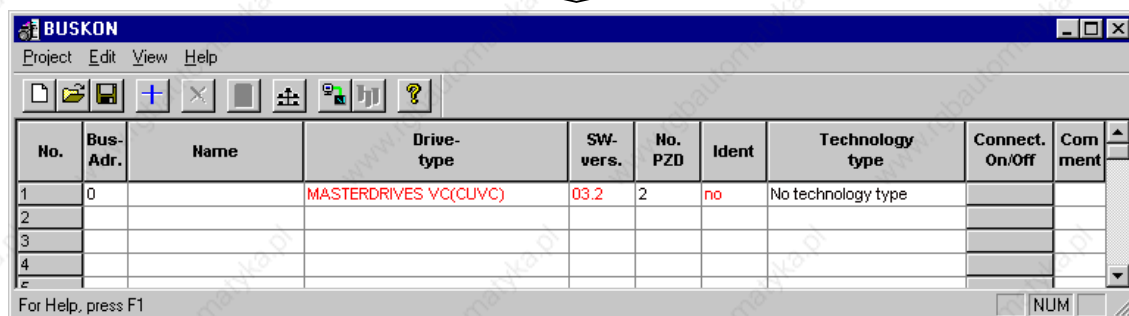 BUSKON
Project Edit View Help
No. Bus-Adr. Name Drive-type SW-vers. No. PZD Ident Technology type Connect. On/Off Comment
1 0 MASTERDRIVES VC(CUVC) 03.2 2 no No technology type
2
3
4
For Help, press F1 NUM